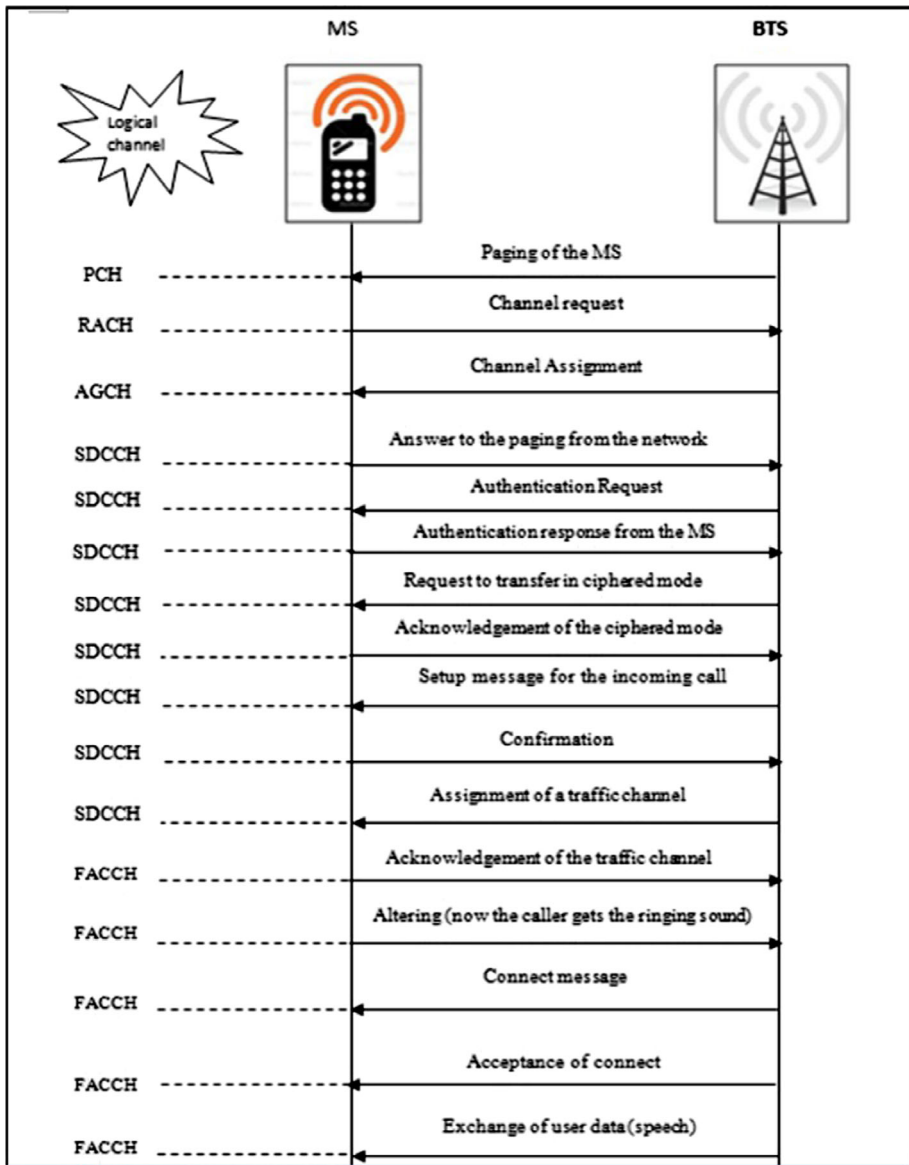 MS
BTS
Logical
channel
Paging of the MS
PCH
Channel request
RACH
Channel Assignment
AGCH
Answer to the paging from the network
SDCCH
Authentication Request
SDCCH
Authentication response from the MS
SDCCH
Request to transfer in ciphered mode
SDCCH
Acknowledgement of the ciphered mode
SDCCH
Setup message for the incoming call
SDCCH
Confirmation
SDCCH
Assignment of a traffic channel
SDCCH
Acknowledgement of the traffic channel
FACCH
Altering (now the caller gets the ringing sound)
FACCH
Connect message
FACCH
Acceptance of connect
FACCH
Exchange of user data (speech)
FACCH